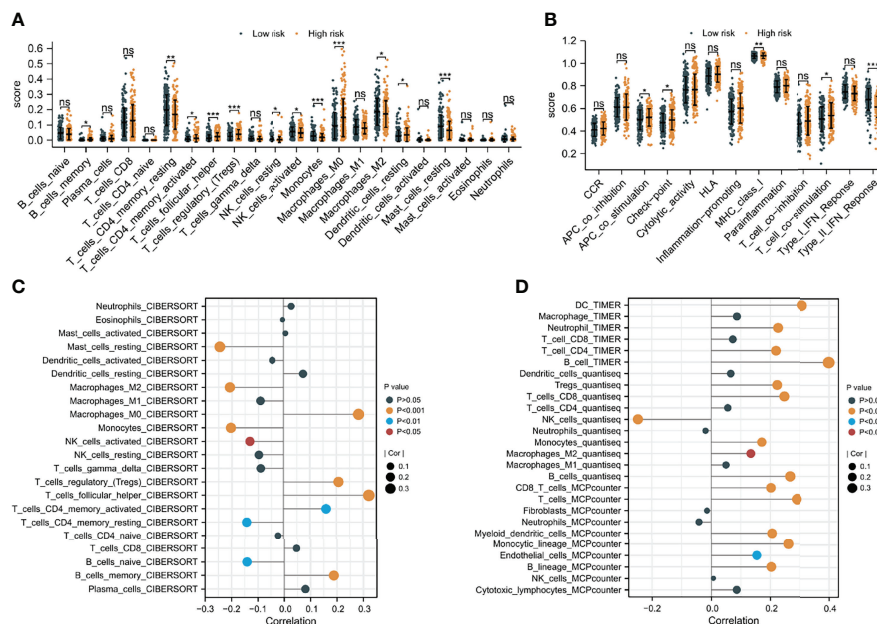 A
Low risk High risk
score
0.6
0.5
0.4
0.3
0.2
0.1
0.0
ns * ns ns ns ** * *** *** ns * * *** *** ns * * ns *** ns ns ns
B_cells_naive
B_cells_memory
Plasma_cells
T_cells_CD8
T_cells_CD4_naive
T_cells_CD4_memory_resting
T_cells_CD4_memory_activated
T_cells_follicular_helper
T_cells_regulatory_(Tregs)
T_cells_gamma_delta
NK_cells_resting
NK_cells_activated
Monocytes
Macrophages_M0
Macrophages_M1
Macrophages_M2
Dendritic_cells_resting
Dendritic_cells_activated
Mast_cells_resting
Mast_cells_activated
Eosinophils
Neutrophils
B
Low risk High risk
score
1.2
1.0
0.8
0.6
0.4
0.2
ns ns * * ns ns ns ** ns ns * ns
CCR
APC_co_inhibition
APC_co_stimulation
Check-point
Cytolytic_activity
HLA
Inflammation-promoting
MHC_class_I
Parainflammation
T_cell_co-inhibition
T_cell_co-stimulation
Type_I_IFN_Reponse
Type_II_IFN_Reponse
C
Neutrophils_CIBERSORT
Eosinophils_CIBERSORT
Mast_cells_activated_CIBERSORT
Mast_cells_resting_CIBERSORT
Dendritic_cells_activated_CIBERSORT
Dendritic_cells_resting_CIBERSORT
Macrophages_M2_CIBERSORT
Macrophages_M1_CIBERSORT
Macrophages_M0_CIBERSORT
Monocytes_CIBERSORT
NK_cells_activated_CIBERSORT
NK_cells_resting_CIBERSORT
T_cells_gamma_delta_CIBERSORT
T_cells_regulatory_(Tregs)_CIBERSORT
T_cells_follicular_helper_CIBERSORT
T_cells_CD4_memory_activated_CIBERSORT
T_cells_CD4_memory_resting_CIBERSORT
T_cells_CD4_naive_CIBERSORT
T_cells_CD8_CIBERSORT
B_cells_naive_CIBERSORT
B_cells_memory_CIBERSORT
Plasma_cells_CIBERSORT
−0.3 −0.2 −0.1 0.0 0.1 0.2 0.3
Correlation
P value
P>0.05
P<0.001
P<0.01
P<0.05
| Cor |
0.1
0.2
0.3
D
DC_TIMER
Macrophage_TIMER
Neutrophil_TIMER
T_cell_CD8_TIMER
T_cell_CD4_TIMER
B_cell_TIMER
Dendritic_cells_quantiseq
Tregs_quantiseq
T_cells_CD8_quantiseq
T_cells_CD4_quantiseq
NK_cells_quantiseq
Neutrophils_quantiseq
Monocytes_quantiseq
Macrophages_M2_quantiseq
Macrophages_M1_quantiseq
B_cells_quantiseq
CD8_T_cells_MCPcounter
T_cells_MCPcounter
Fibroblasts_MCPcounter
Neutrophils_MCPcounter
Myeloid_dendritic_cells_MCPcounter
Monocytic_lineage_MCPcounter
Endothelial_cells_MCPcounter
B_lineage_MCPcounter
NK_cells_MCPcounter
Cytotoxic_lymphocytes_MCPcounter
−0.2 0.0 0.2 0.4
Correlation
P value
P>0.0
P<0.0
P<0.0
P<0.0
| Cor |
0.1
0.2
0.3